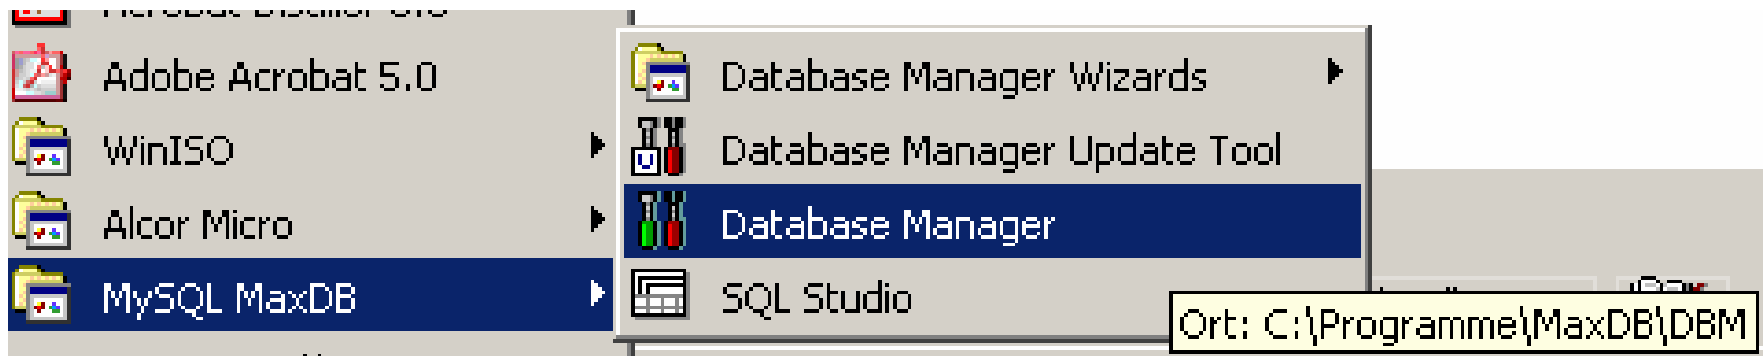 Adobe Acrobat 5.0
WinISO
Alcor Micro
MySQL MaxDB
Database Manager Wizards
Database Manager Update Tool
Database Manager
SQL Studio
Ort: C:\Programme\MaxDB\DBM